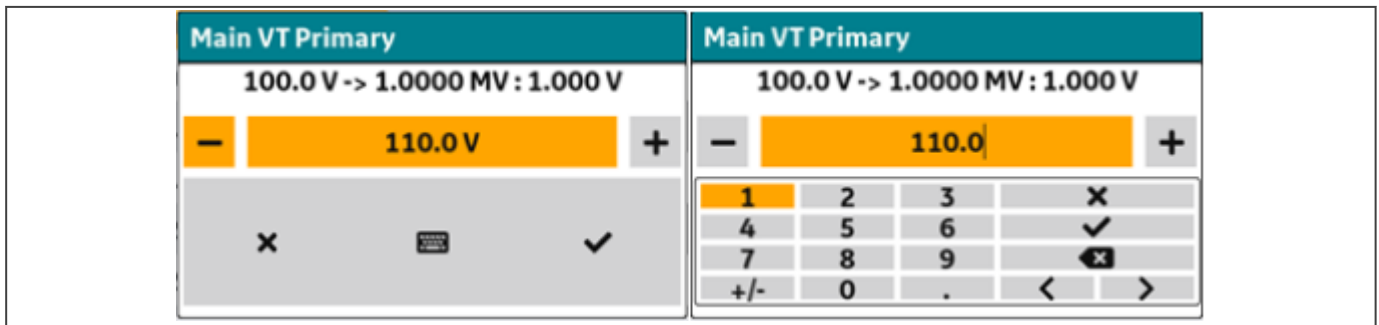 Main VT Primary
100.0 V -> 1.0000 MV : 1.000 V
− 110.0 V +
Main VT Primary
100.0 V -> 1.0000 MV : 1.000 V
− 110.0 +
1 2 3 ×
4 5 6 ✓
7 8 9
+/- 0 . < >